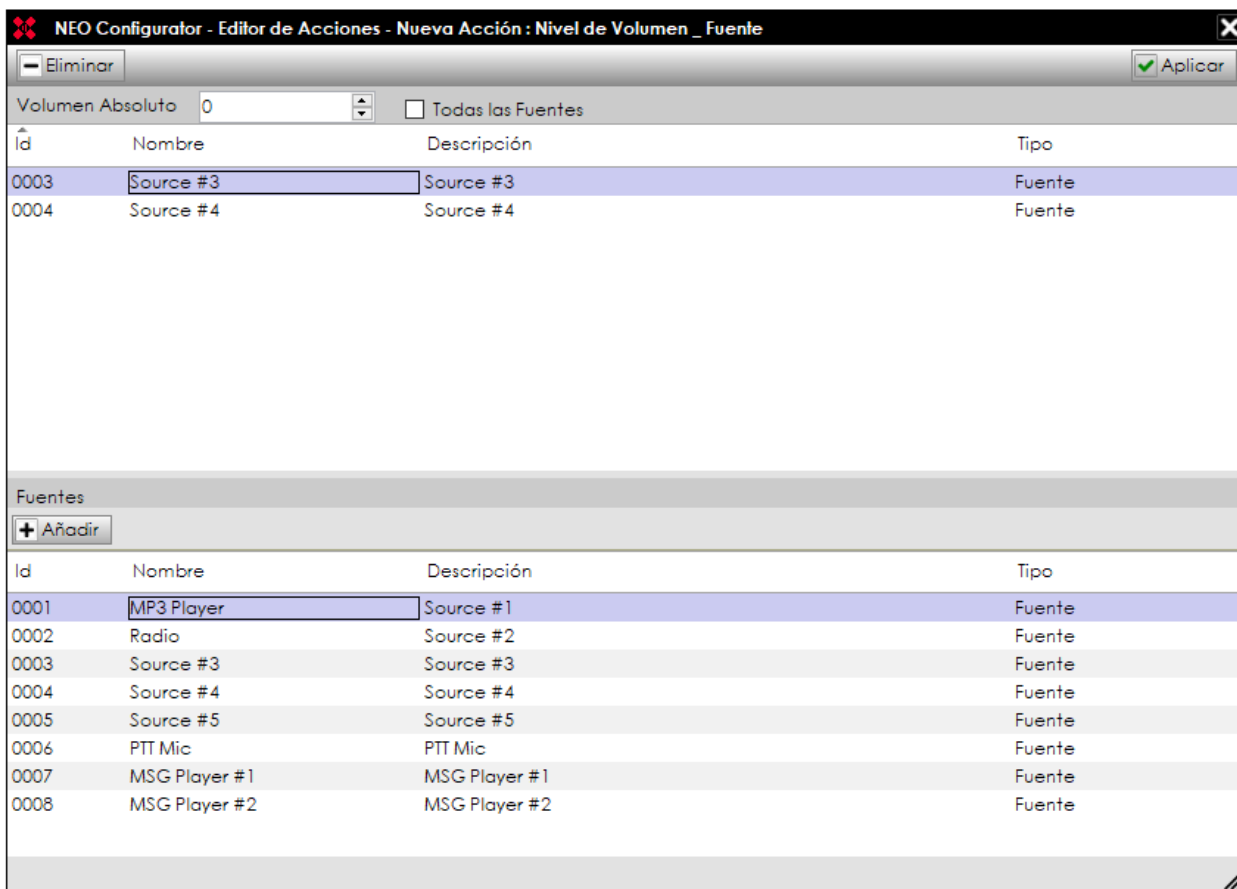 NEO Configurator - Editor de Acciones - Nueva Acción : Nivel de Volumen _ Fuente
Eliminar Aplicar
Volumen Absoluto 0 Todas las Fuentes
Id Nombre Descripción Tipo
0003 Source #3 Source #3 Fuente
0004 Source #4 Source #4 Fuente
Fuentes
Añadir
Id Nombre Descripción Tipo
0001 MP3 Player Source #1 Fuente
0002 Radio Source #2 Fuente
0003 Source #3 Source #3 Fuente
0004 Source #4 Source #4 Fuente
0005 Source #5 Source #5 Fuente
0006 PTT Mic PTT Mic Fuente
0007 MSG Player #1 MSG Player #1 Fuente
0008 MSG Player #2 MSG Player #2 Fuente